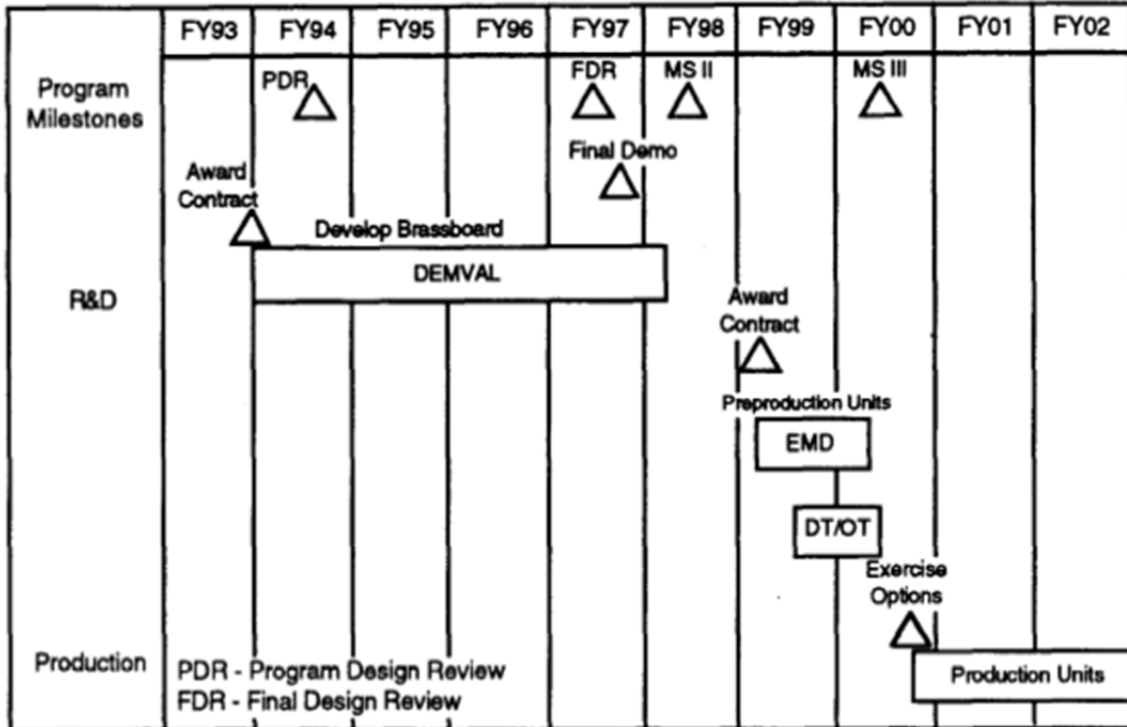 FY93 FY94 FY95 FY96 FY97 FY98 FY99 FY00 FY01 FY02
Program
Milestones
PDR
FDR
MS II
MS III
Final Demo
Award
Contract
Develop Brassboard
R&D
DEMVAL
Award
Contract
Preproduction Units
EMD
DT/OT
Exercise
Options
Production
Production Units
PDR - Program Design Review
FDR - Final Design Review